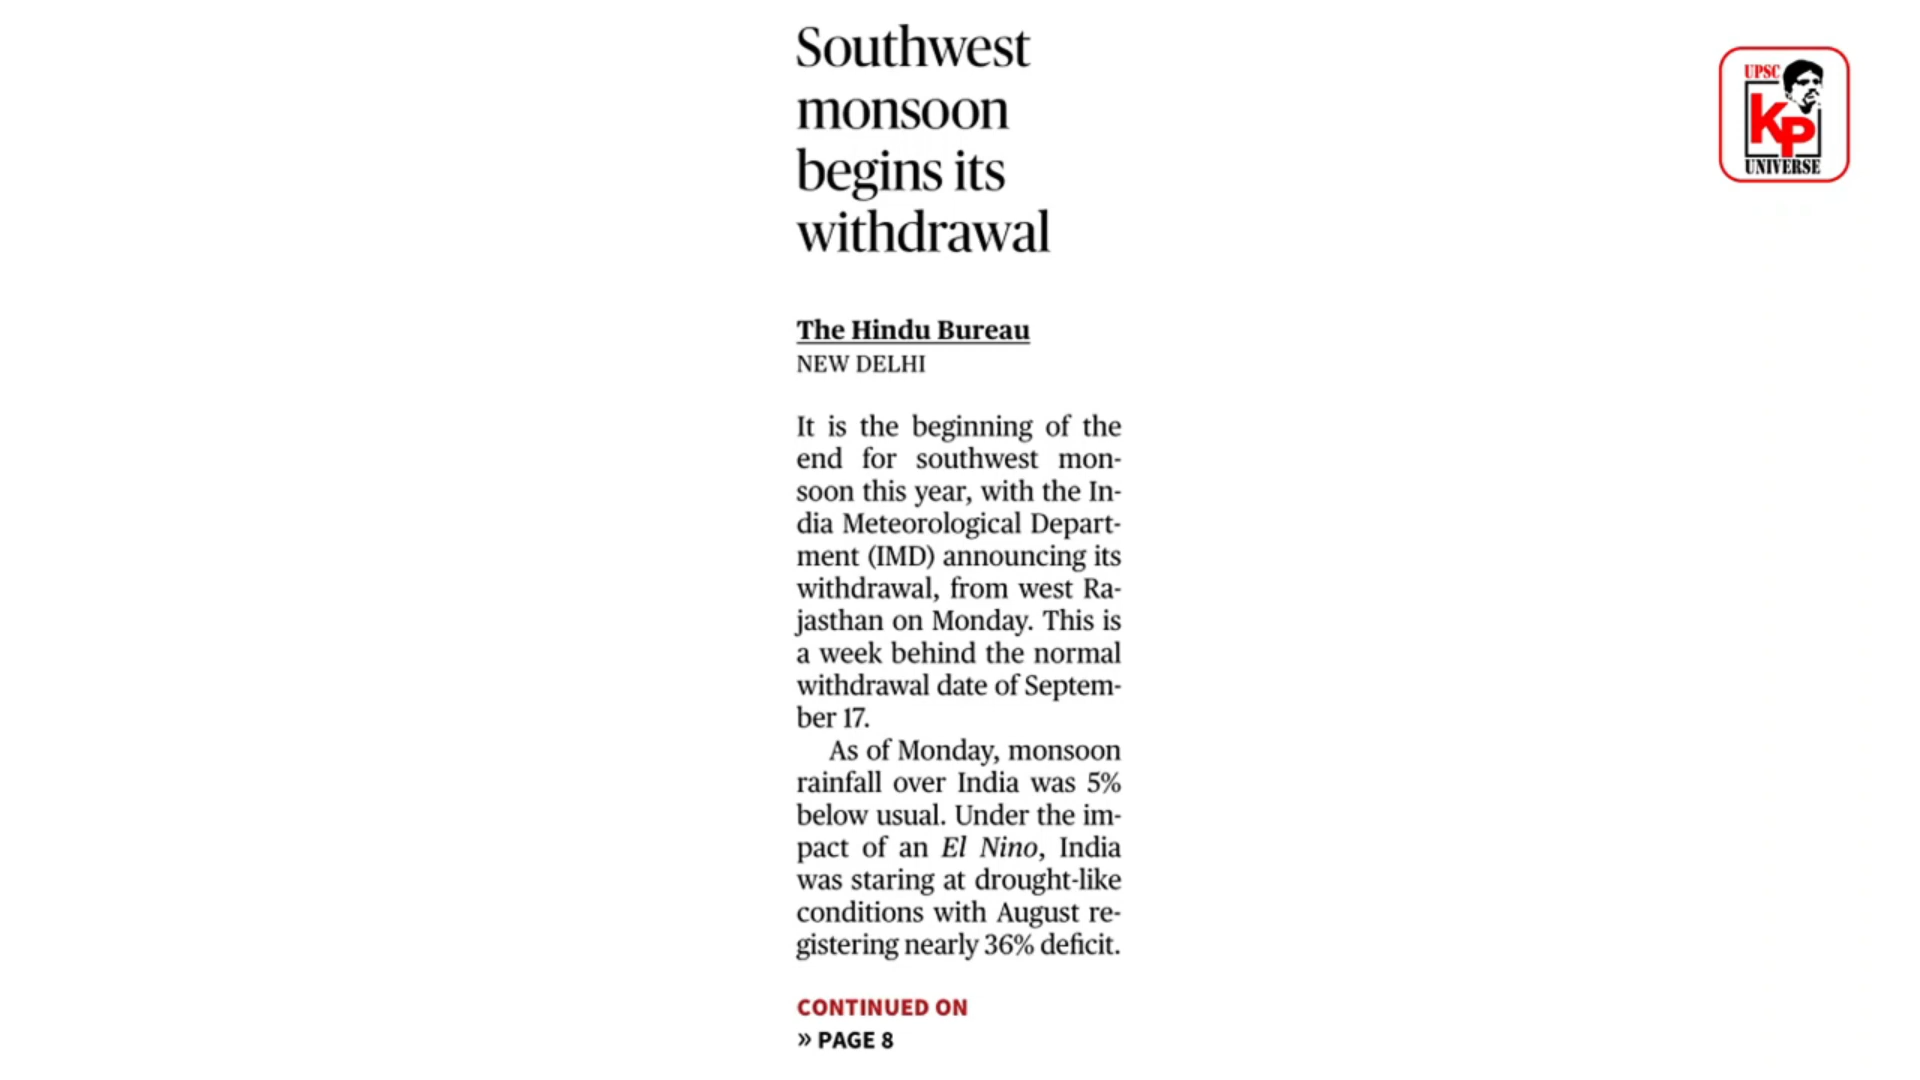 Southwest
monsoon
begins its
withdrawal
UPSC
KP
UNIVERSE
The Hindu Bureau
NEW DELHI
It is the beginning of the
end for southwest mon-
soon this year, with the In-
dia Meteorological Depart-
ment (IMD) announcing its
withdrawal, from west Ra-
jasthan on Monday. This is
a week behind the normal
withdrawal date of Septem-
ber 17.
As of Monday, monsoon
rainfall over India was 5%
below usual. Under the im-
pact of an El Nino, India
was staring at drought-like
conditions with August re-
gistering nearly 36% deficit.
CONTINUED ON
» PAGE 8